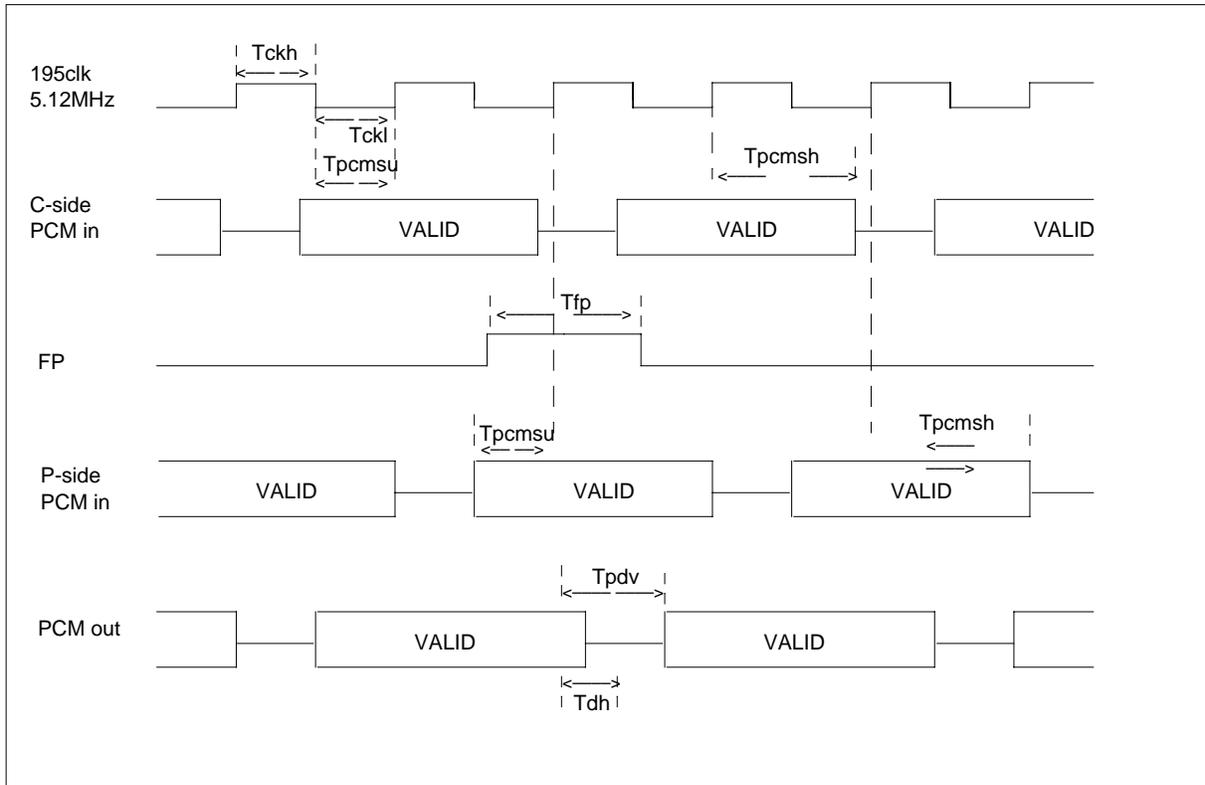 Tckh
195clk
5.12MHz
Tckl
Tpcmsu
Tpcmsh
C-side
PCM in
VALID
VALID
VALID
Tfp
FP
Tpcmsu
Tpcmsh
P-side
PCM in
VALID
VALID
VALID
Tpdv
PCM out
VALID
VALID
Tdh